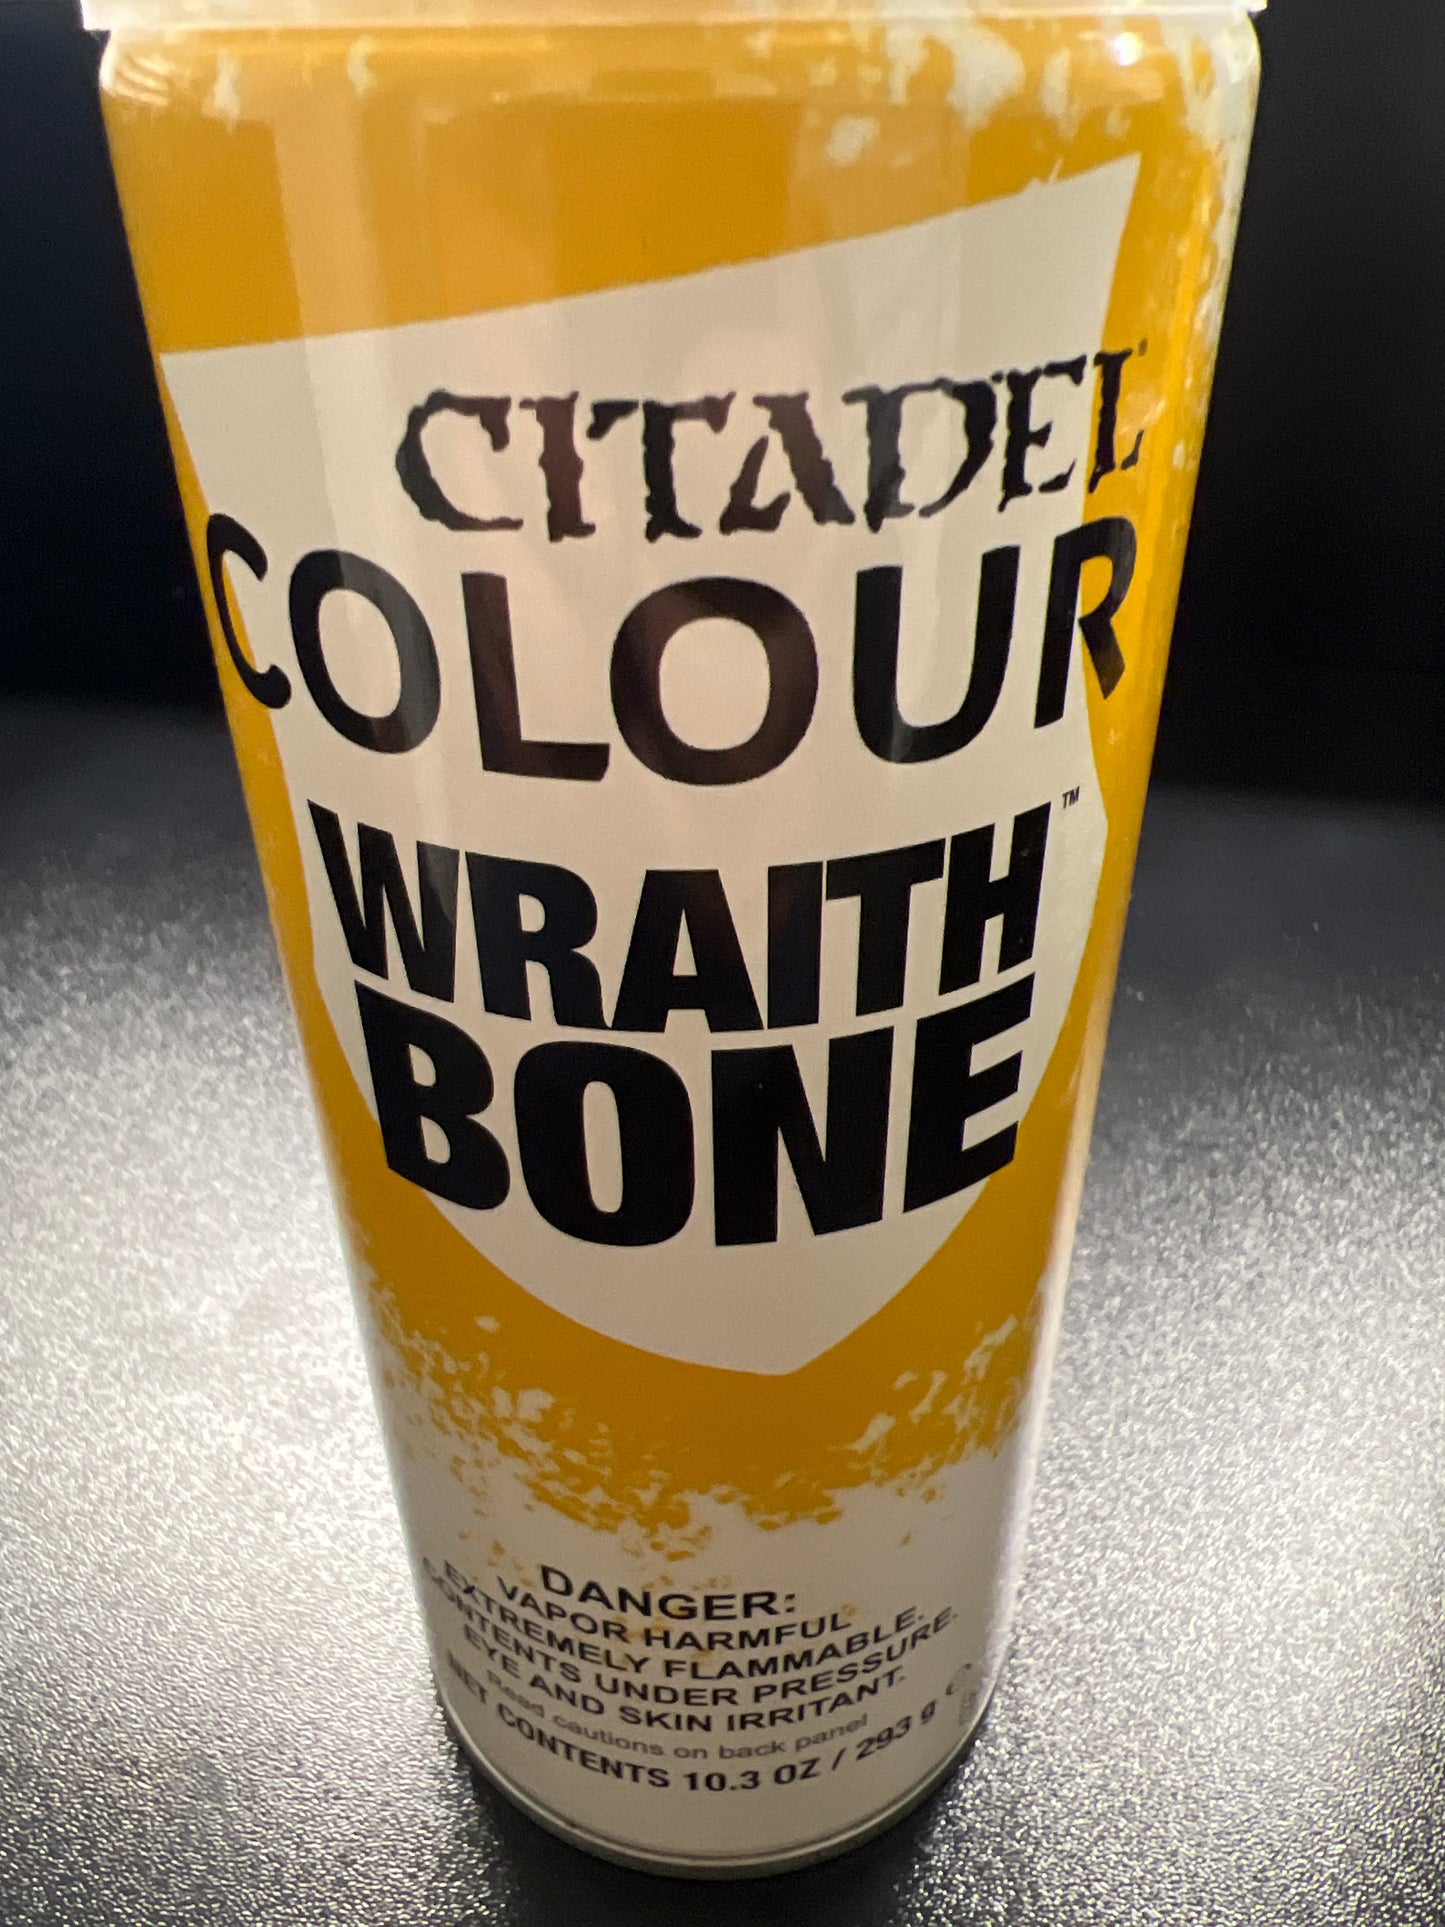 CITADEL
COLOUR
WRAITH™
BONE
DANGER:
VAPOR HARMFUL
EXTREMELY FLAMMABLE.
CONTENTS UNDER PRESSURE.
EYE AND SKIN IRRITANT.
Read cautions on back panel
NET CONTENTS 10.3 OZ / 293 g